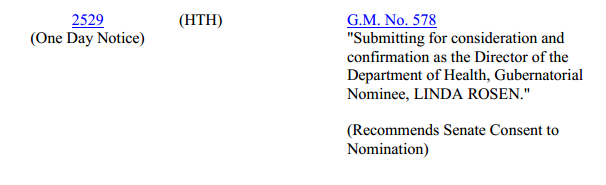 2529 (HTH) G.M. No. 578
(One Day Notice) "Submitting for consideration and
confirmation as the Director of the
Department of Health, Gubernatorial
Nominee, LINDA ROSEN."
(Recommends Senate Consent to
Nomination)